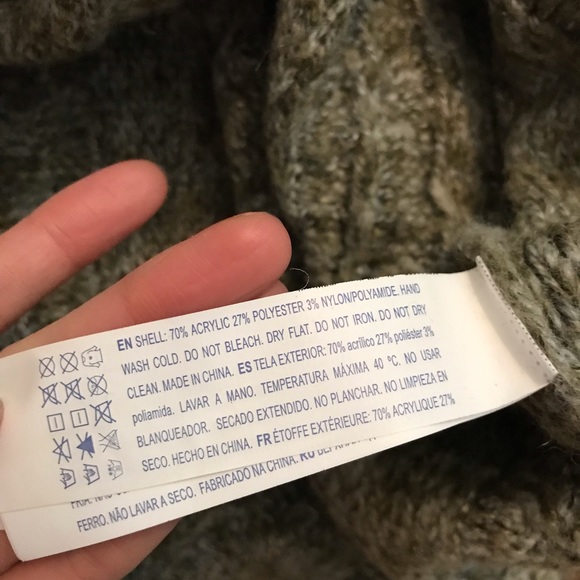 EN SHELL: 70% ACRYLIC 27% POLYESTER 3% NYLON/POLYAMIDE. HAND
WASH COLD. DO NOT BLEACH. DRY FLAT. DO NOT IRON. DO NOT DRY
CLEAN. MADE IN CHINA. ES TELA EXTERIOR: 70% acrílico 27% poliéster 3%
poliamida. LAVAR A MANO. TEMPERATURA MÁXIMA 40 ºC. NO USAR
BLANQUEADOR. SECADO EXTENDIDO. NO PLANCHAR. NO LIMPIEZA EN
SECO. HECHO EN CHINA. FR ÉTOFFE EXTÉRIEURE: 70% ACRYLIQUE 27%
FERRO. NÃO LAVAR A SECO. FABRICADO NA CHINA. RU